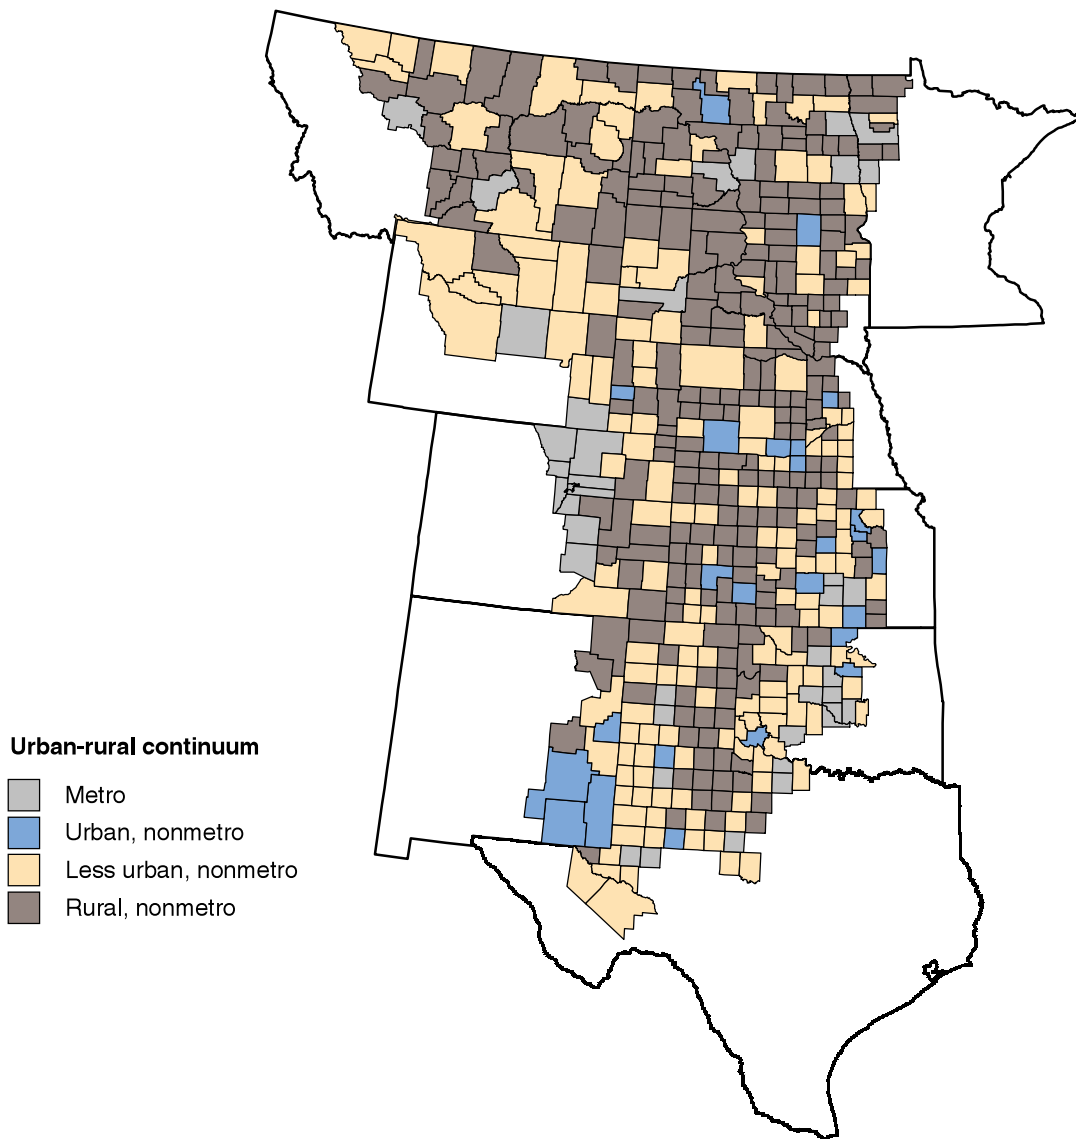 Urban-rural continuum
Metro
Urban, nonmetro
Less urban, nonmetro
Rural, nonmetro